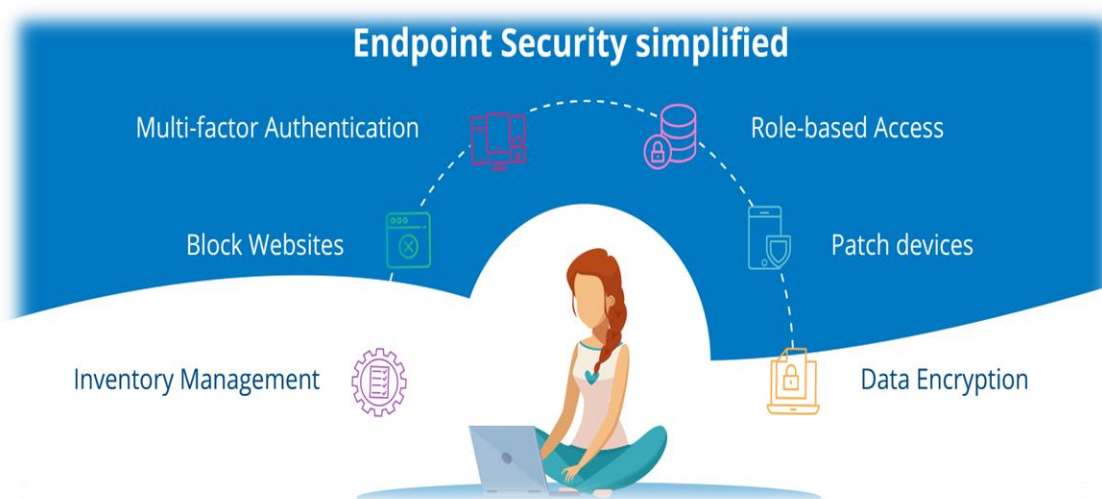 Endpoint Security simplified
Multi-factor Authentication
Role-based Access
Block Websites
Patch devices
Inventory Management
Data Encryption